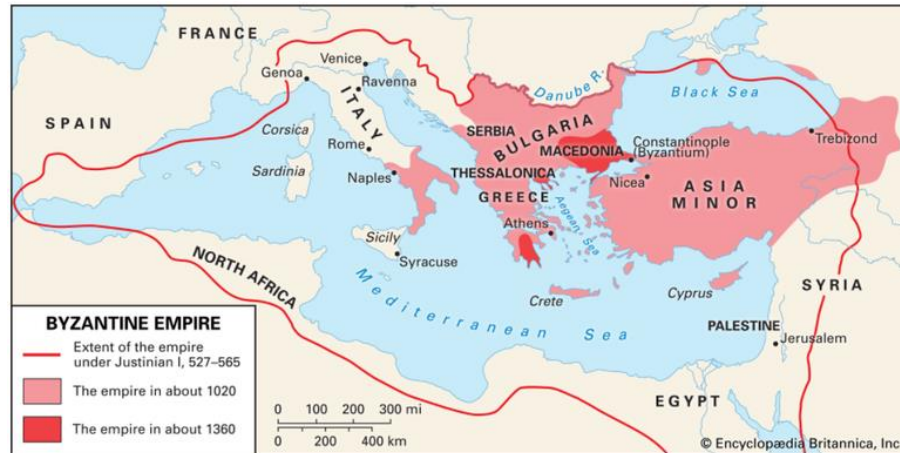 FRANCE
Venice
Genoa
Ravenna
Danube R.
Black Sea
SPAIN
ITALY
Corsica
SERBIA
BULGARIA
Trebizond
Rome
MACEDONIA
Constantinople
(Byzantium)
Sardinia
Naples
THESSALONICA
Nicea
ASIA
MINOR
GREECE
Aegean Sea
Athens
Sicily
Syracuse
NORTH AFRICA
Mediterranean Sea
Crete
Cyprus
SYRIA
PALESTINE
Jerusalem
EGYPT
BYZANTINE EMPIRE
Extent of the empire
under Justinian I, 527–565
The empire in about 1020
The empire in about 1360
0 100 200 300 mi
0 200 400 km
© Encyclopædia Britannica, Inc